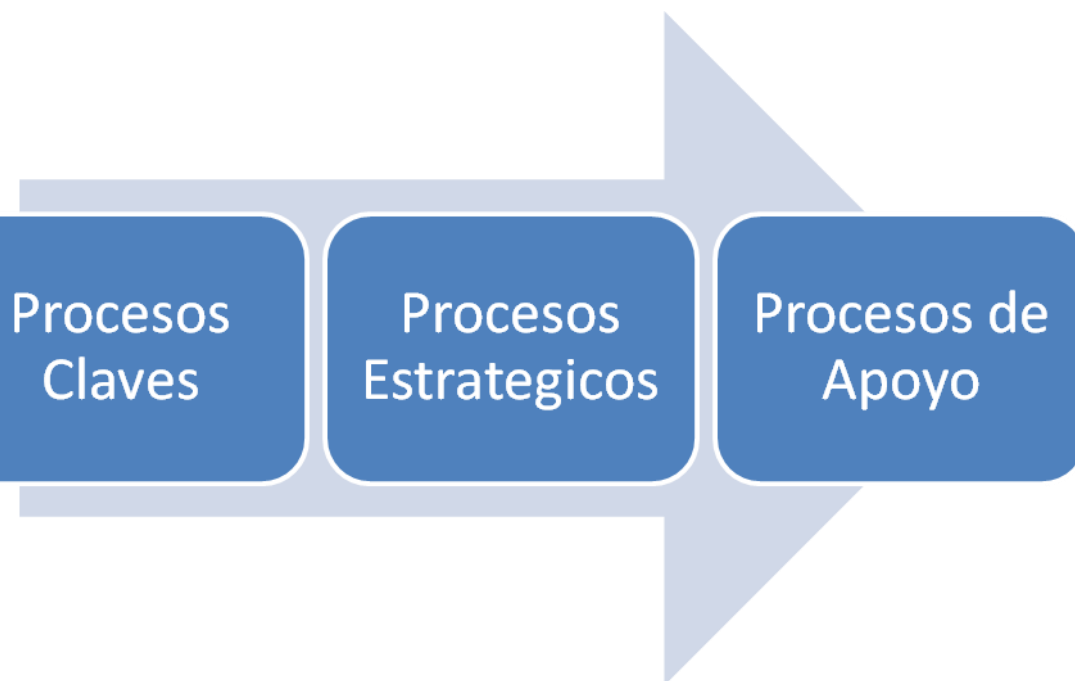 Procesos
Claves
Procesos
Estrategicos
Procesos de
Apoyo